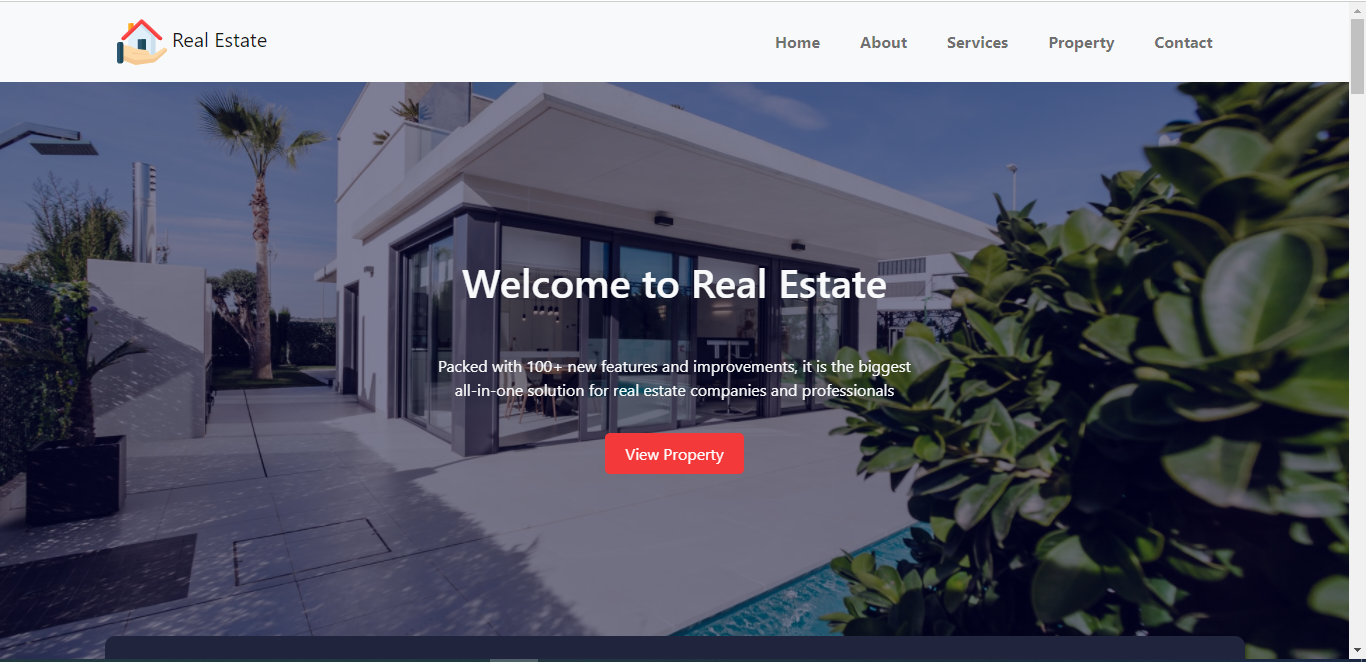 Real Estate
Home About Services Property Contact
Welcome to Real Estate
Packed with 100+ new features and improvements, it is the biggest
all-in-one solution for real estate companies and professionals
View Property